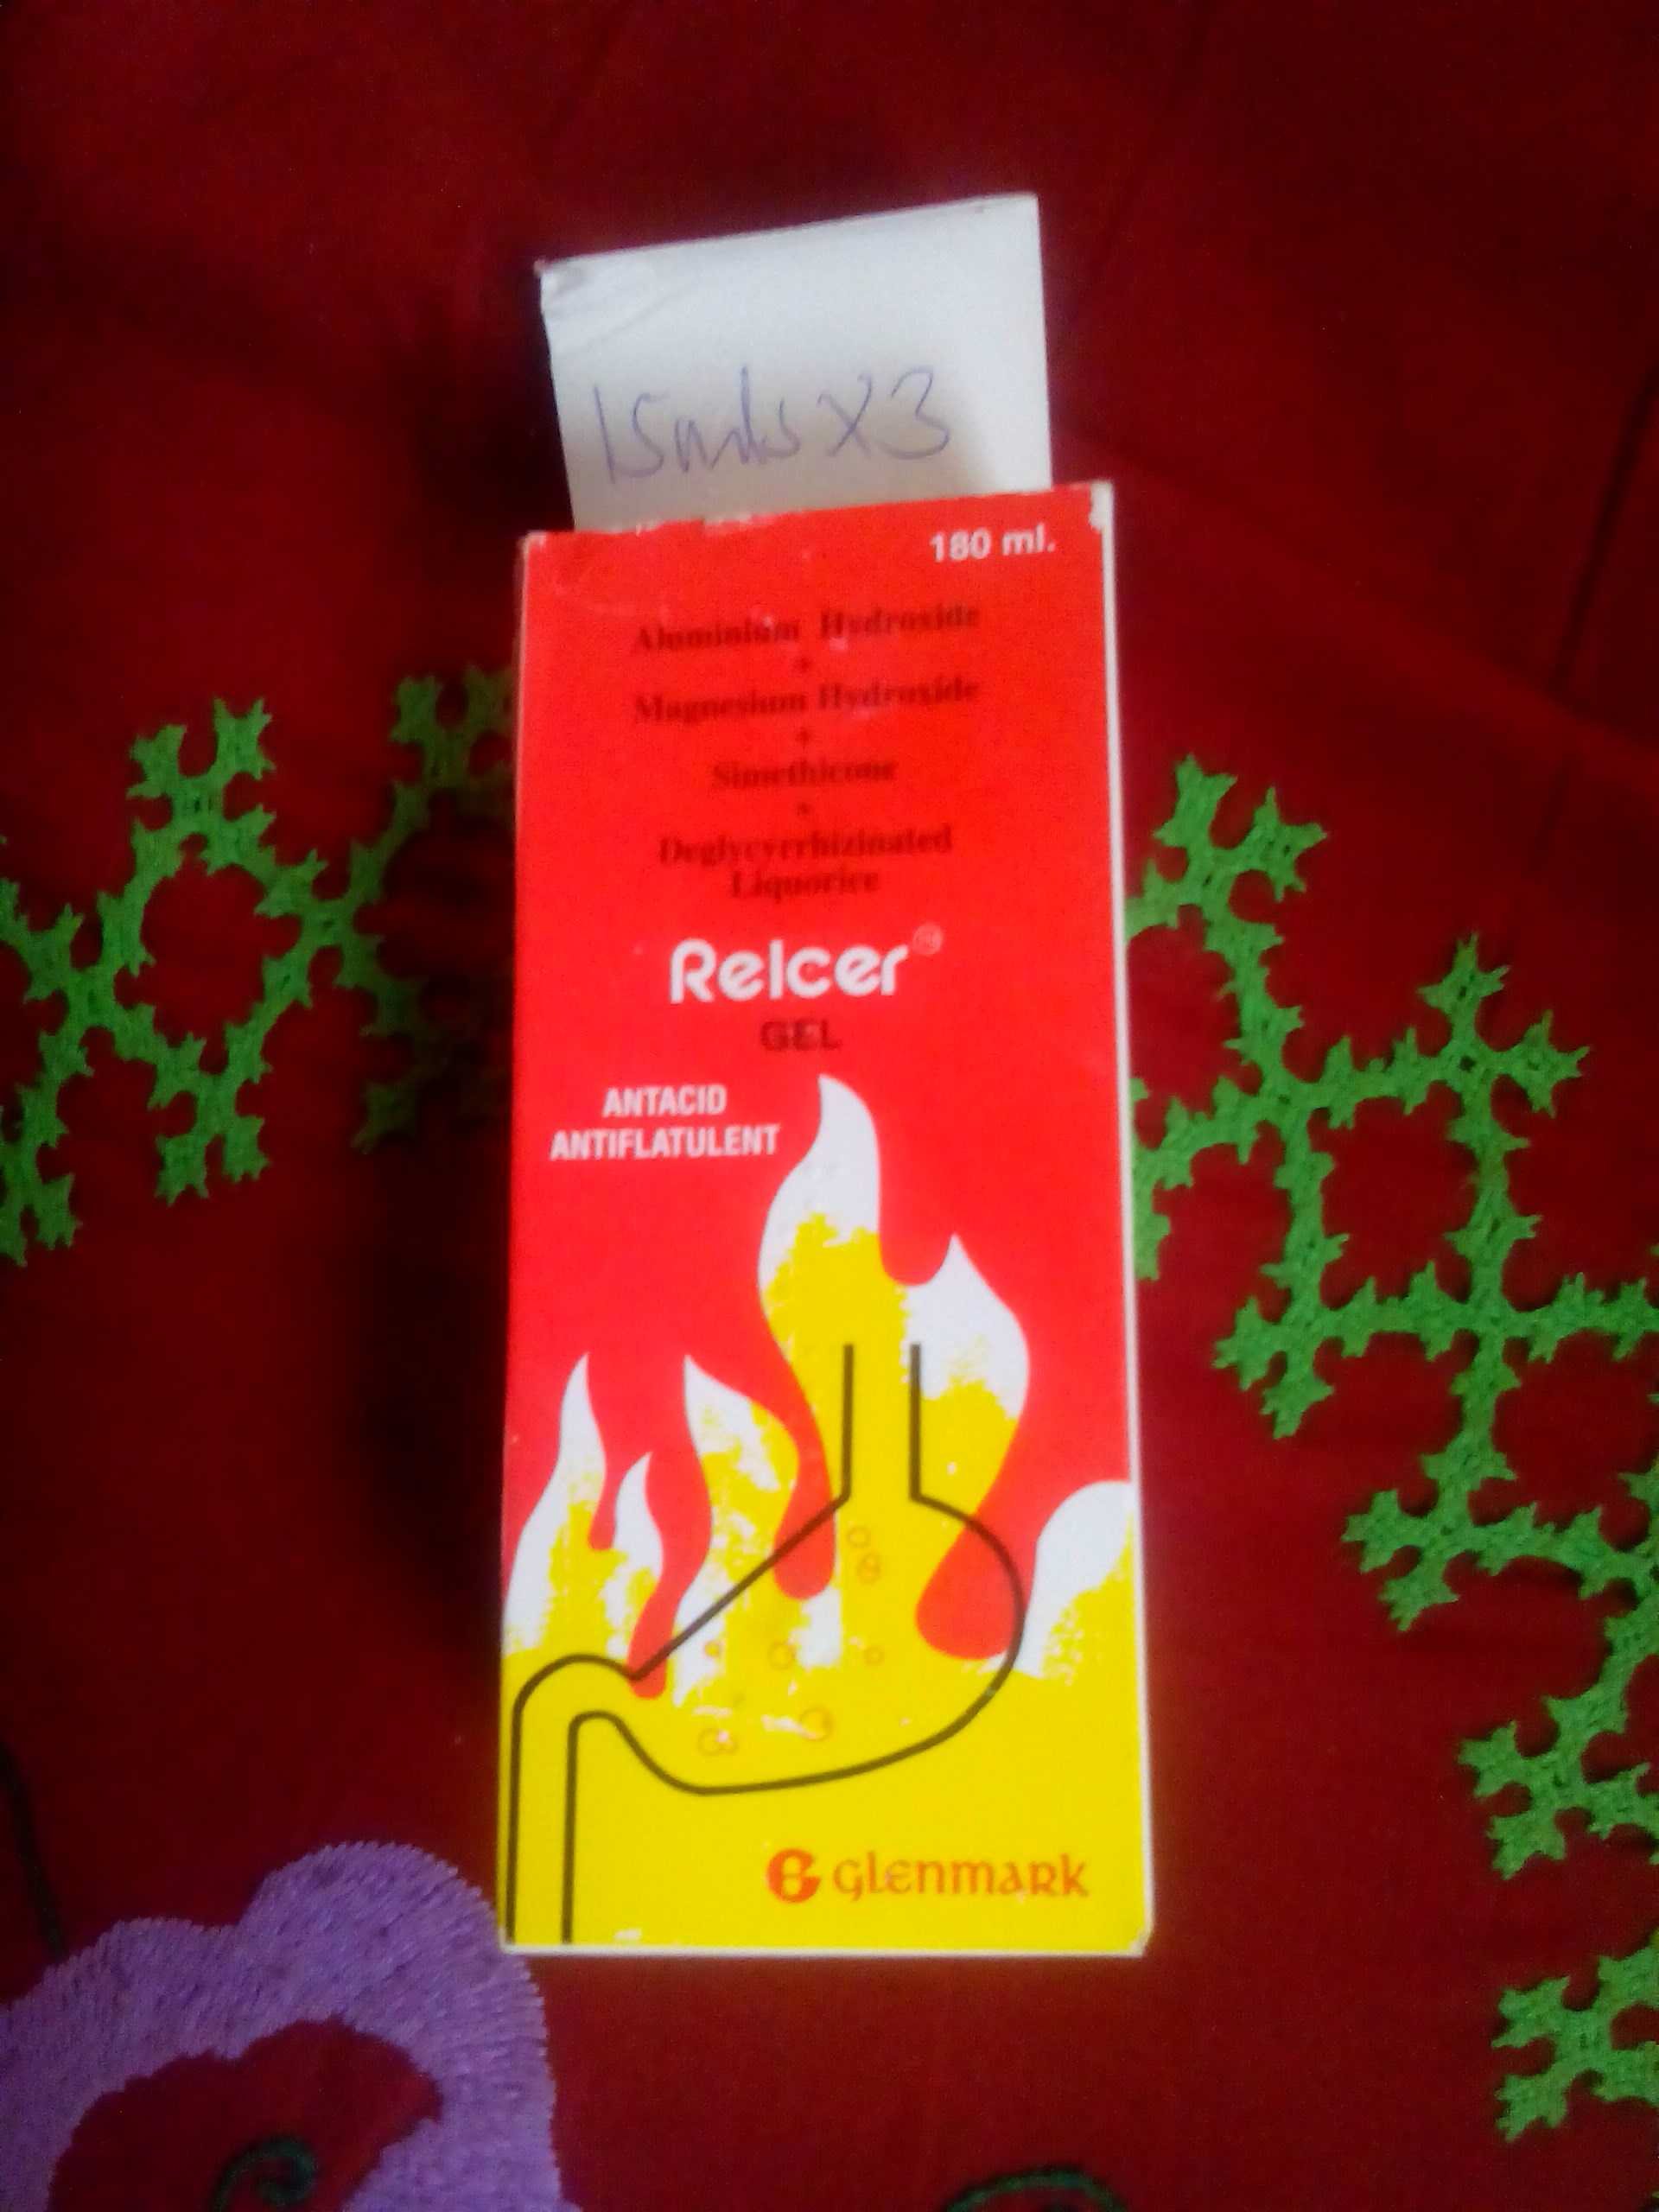 15mls X3
180 ml.
Aluminium Hydroxide
+
Magnesium Hydroxide
+
Simethicone
+
Deglycyrrhizinated
Liquorice
Relcer®
GEL
ANTACID
ANTIFLATULENT
G glenmark